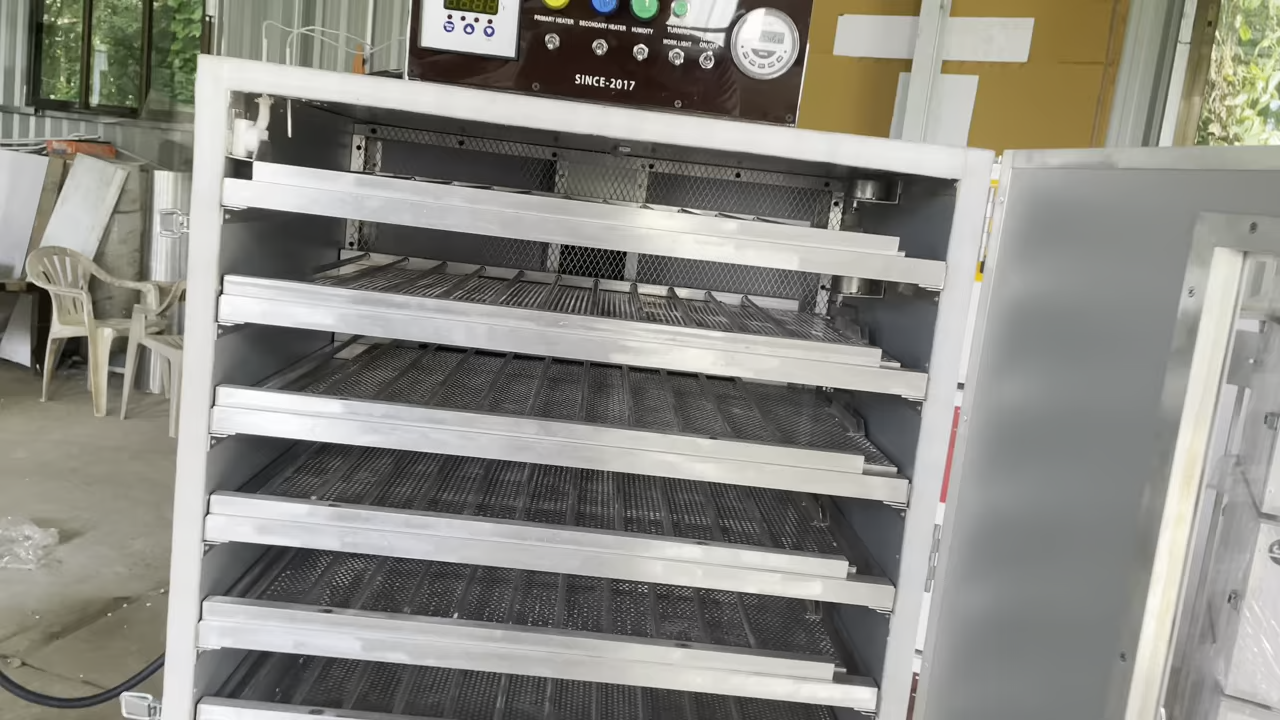 PRIMARY HEATER
SECONDARY HEATER
HUMIDITY
TURNING
WORK LIGHT
ON/OFF
SINCE-2017